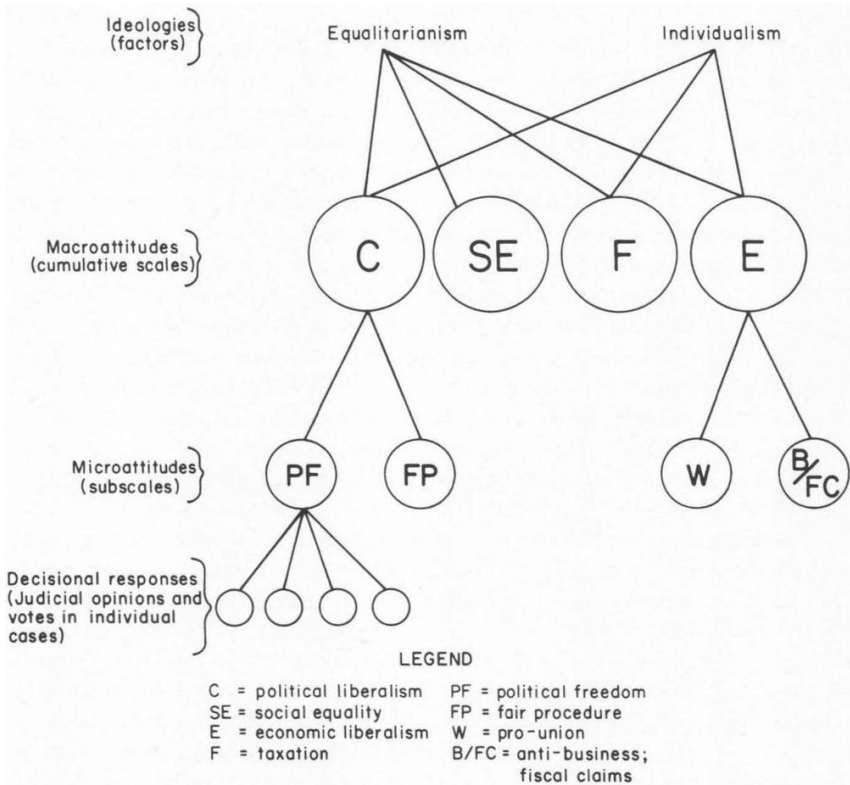 Ideologies
(factors)
Equalitarianism
Individualism
Macroattitudes
(cumulative scales)
C
SE
F
E
Microattitudes
(subscales)
PF
FP
W
B/FC
Decisional responses
(Judicial opinions and
votes in individual
cases)
LEGEND
C = political liberalism
SE = social equality
E = economic liberalism
F = taxation
PF = political freedom
FP = fair procedure
W = pro-union
B/FC = anti-business;
fiscal claims